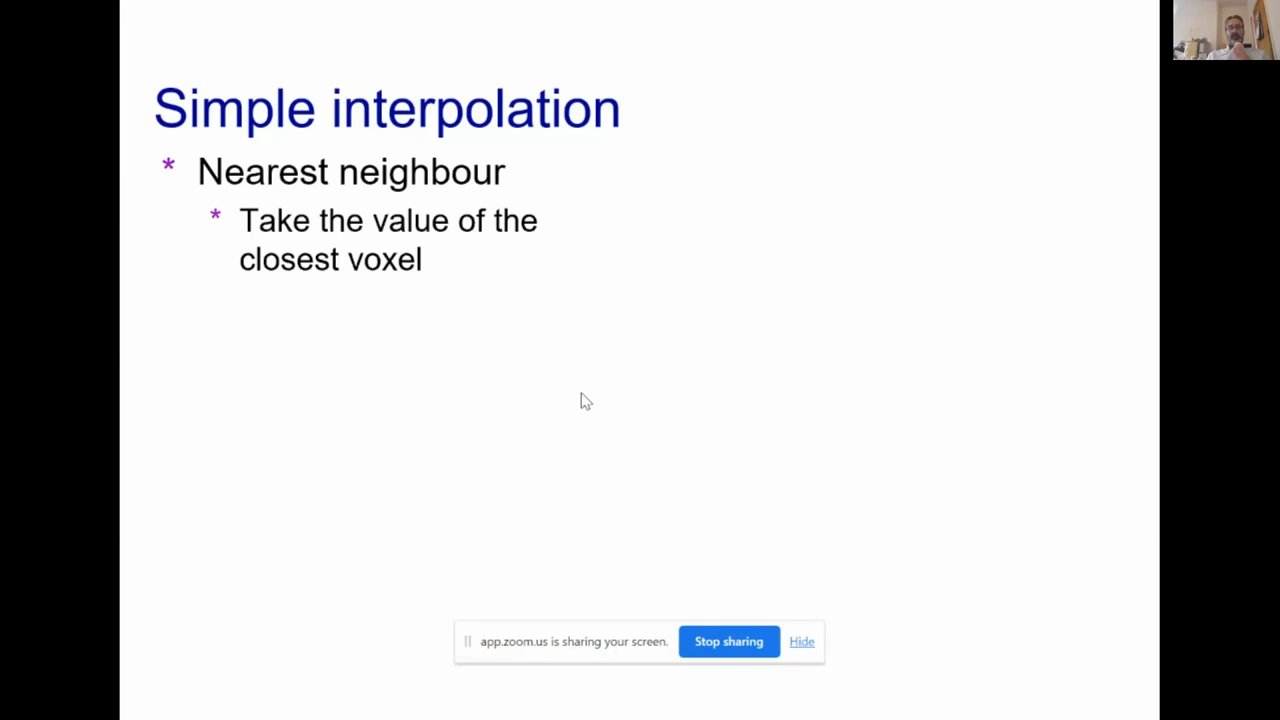 Simple interpolation
* Nearest neighbour
* Take the value of the
closest voxel
app.zoom.us is sharing your screen. Stop sharing Hide